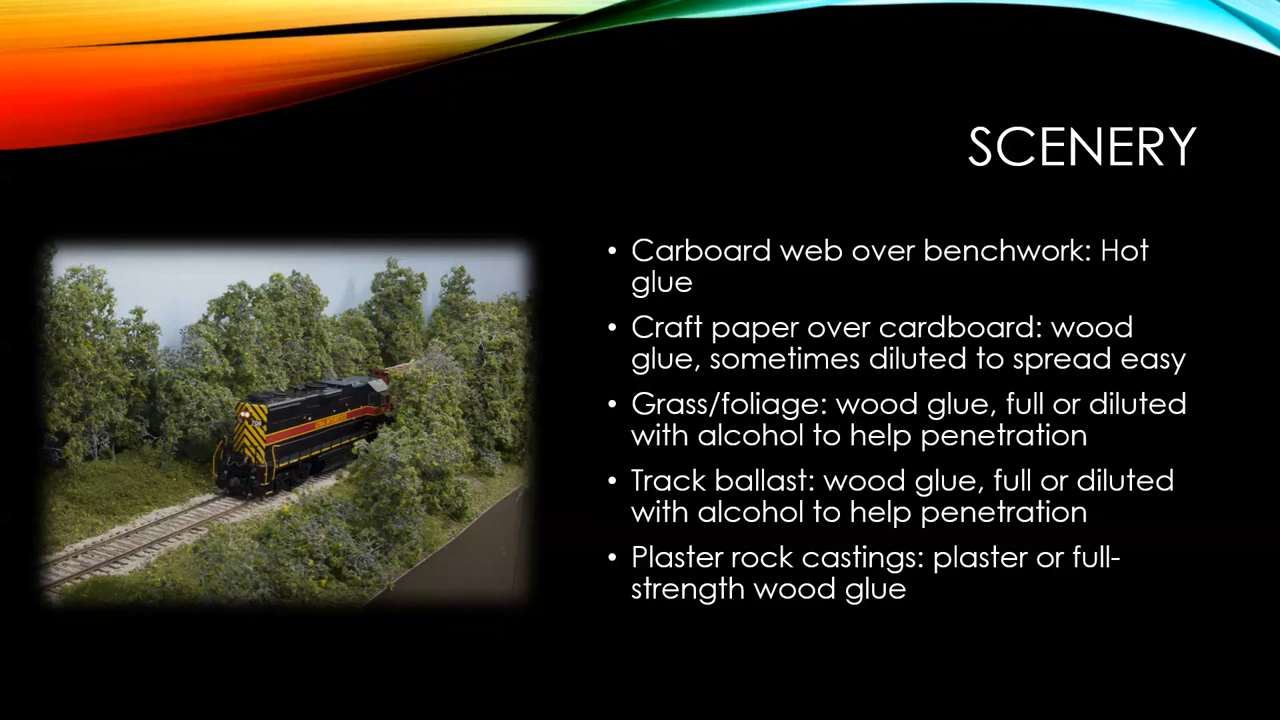 SCENERY
• Carboard web over benchwork: Hot
glue
• Craft paper over cardboard: wood
glue, sometimes diluted to spread easy
• Grass/foliage: wood glue, full or diluted
with alcohol to help penetration
• Track ballast: wood glue, full or diluted
with alcohol to help penetration
• Plaster rock castings: plaster or full-
strength wood glue